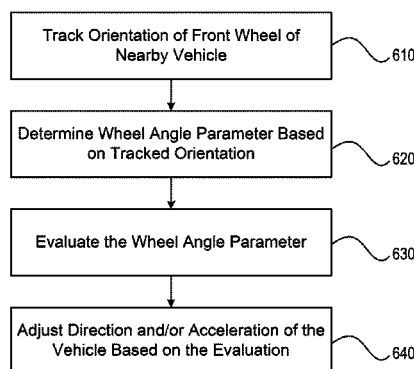 Track Orientation of Front Wheel of
Nearby Vehicle
610
Determine Wheel Angle Parameter Based
on Tracked Orientation
620
Evaluate the Wheel Angle Parameter
630
Adjust Direction and/or Acceleration of the
Vehicle Based on the Evaluation
640